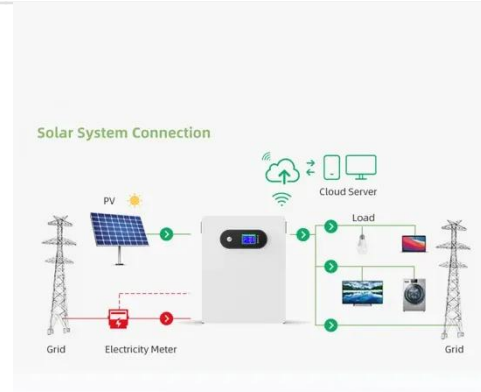 Solar System Connection
Cloud Server
PV
Load
Grid
Electricity Meter
Grid